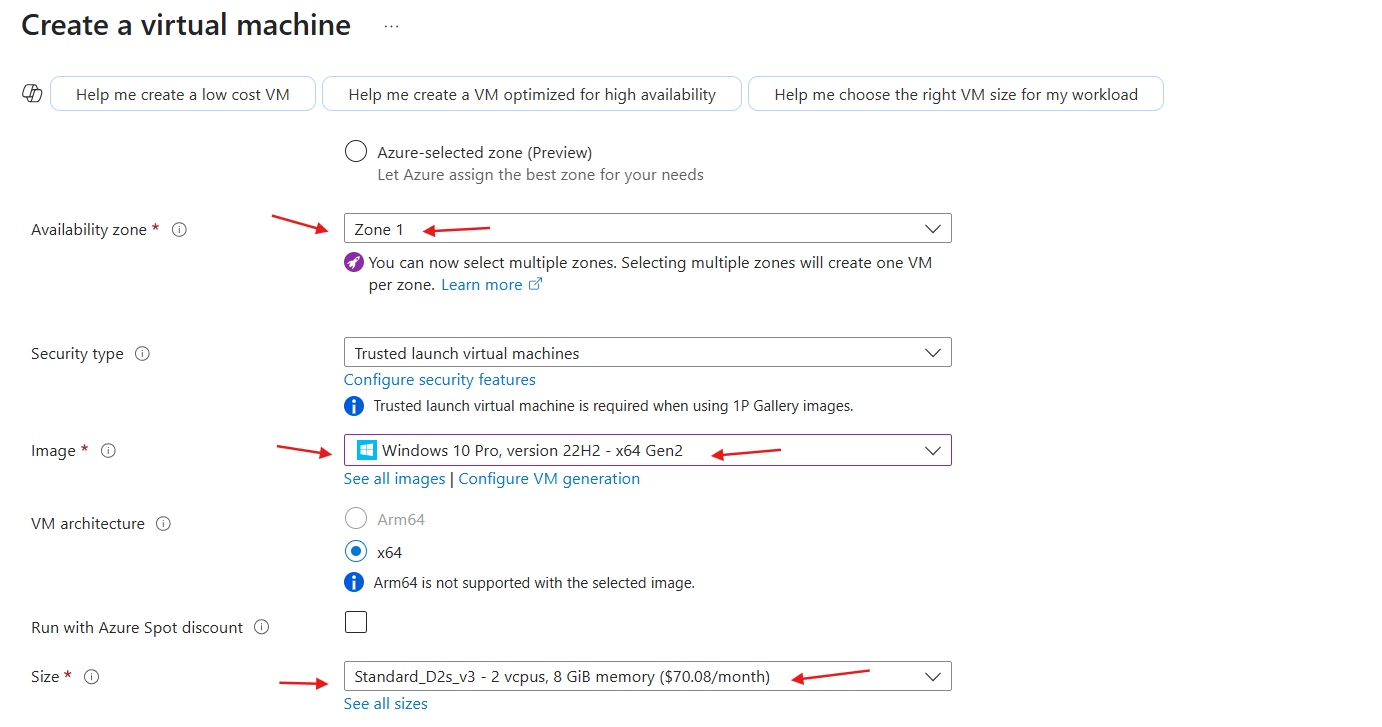 Create a virtual machine ...
Help me create a low cost VM
Help me create a VM optimized for high availability
Help me choose the right VM size for my workload
Azure-selected zone (Preview)
Let Azure assign the best zone for your needs
Availability zone *
Zone 1
You can now select multiple zones. Selecting multiple zones will create one VM
per zone. Learn more
Security type
Trusted launch virtual machines
Configure security features
Trusted launch virtual machine is required when using 1P Gallery images.
Image *
Windows 10 Pro, version 22H2 - x64 Gen2
See all images | Configure VM generation
VM architecture
Arm64
x64
Arm64 is not supported with the selected image.
Run with Azure Spot discount
Size *
Standard_D2s_v3 - 2 vcpus, 8 GiB memory ($70.08/month)
See all sizes